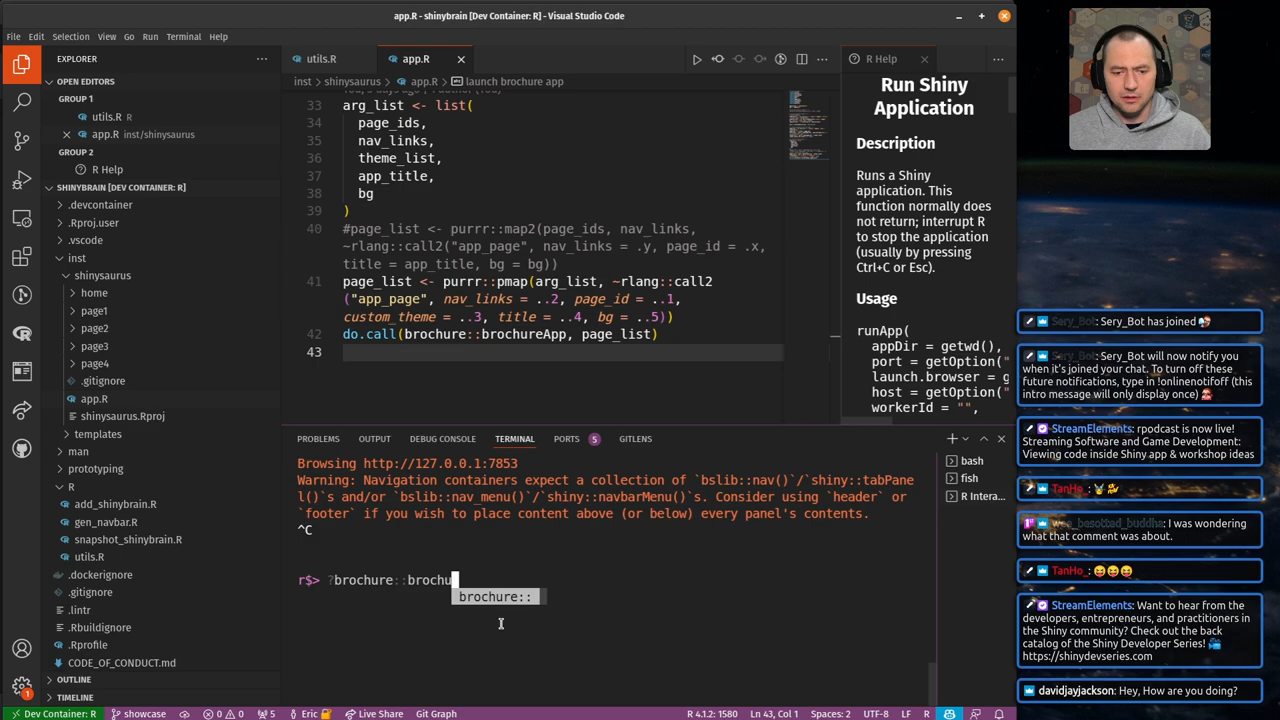 app.R - shinybrain [Dev Container: R] - Visual Studio Code
File Edit Selection View Go Run Terminal Help
EXPLORER
OPEN EDITORS
GROUP 1
utils.R R
app.R inst/shinysaurus
GROUP 2
R Help
SHINYBRAIN [DEV CONTAINER: R]
.devcontainer
.Rproj.user
.vscode
inst
shinysaurus
home
page1
page2
page3
page4
.gitignore
app.R
shinysaurus.Rproj
templates
man
prototyping
R
add_shinybrain.R
gen_navbar.R
snapshot_shinybrain.R
utils.R
.dockerignore
.gitignore
.lintr
.Rbuildignore
.Rprofile
CODE_OF_CONDUCT.md
OUTLINE
TIMELINE
utils.R
app.R
inst > shinysaurus > app.R > launch brochure app
33 arg_list <- list(
34 page_ids,
35 nav_links,
36 theme_list,
37 app_title,
38 bg
39 )
40 #page_list <- purrr::map2(page_ids, nav_links,
~rlang::call2("app_page", nav_links = .y, page_id = .x,
title = app_title, bg = bg))
41 page_list <- purrr::pmap(arg_list, ~rlang::call2
("app_page", nav_links = ..2, page_id = ..1,
custom_theme = ..3, title = ..4, bg = ..5))
42 do.call(brochure::brochureApp, page_list)
43
R Help
Run Shiny
Application
Description
Runs a Shiny
application. This
function normally does
not return; interrupt R
to stop the application
(usually by pressing
Ctrl+C or Esc).
Usage
runApp(
appDir = getwd(),
port = getOption("
launch.browser = g
host = getOption("
workerId = "",
PROBLEMS OUTPUT DEBUG CONSOLE TERMINAL PORTS 5 GITLENS
Browsing http://127.0.0.1:7853
Warning: Navigation containers expect a collection of `bslib::nav()`/`shiny::tabPane
l()`s and/or `bslib::nav_menu()`/`shiny::navbarMenu()`s. Consider using `header` or
`footer` if you wish to place content above (or below) every panel's contents.
^C
r$> ?brochure::brochu
brochure::
bash
fish
R Intera...
Dev Container: R showcase 0 0 5 Eric Live Share Git Graph
R 4.1.2: 1580 Ln 43, Col 1 Spaces: 2 UTF-8 LF R
1
Sery_Bot: Sery_Bot has joined
Sery_Bot: Sery_Bot will now notify you
when it's joined your chat. To turn off these
future notifications, type in !onlinenotifoff (this
intro message will only display once)
StreamElements: rpodcast is now live!
Streaming Software and Game Development:
Viewing code inside Shiny app & workshop ideas
TanHo_:
wee_besotted_buddha: I was wondering
what that comment was about.
TanHo_:
StreamElements: Want to hear from the
developers, entrepreneurs, and practitioners in
the Shiny community? Check out the back
catalog of the Shiny Developer Series!
https://shinydevseries.com
davidjayjackson: Hey, How are you doing?